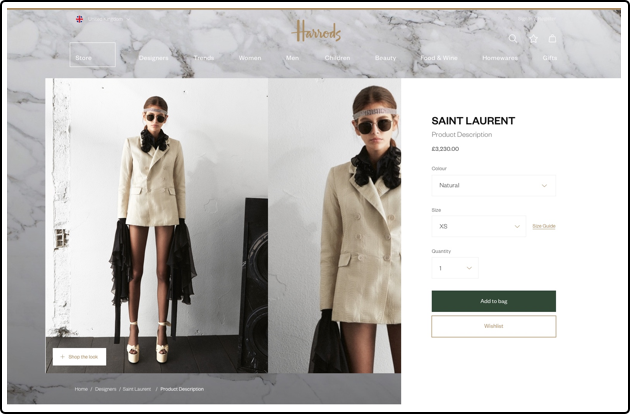 Harrods
Store Designers Trends Women Men Children Beauty Food & Wine Homewares Gifts
SAINT LAURENT
Product Description
£3,230.00
Colour
Natural
Size
XS
Size Guide
Quantity
1
Add to bag
Wishlist
+ Shop the look
Home / Designers / Saint Laurent / Product Description